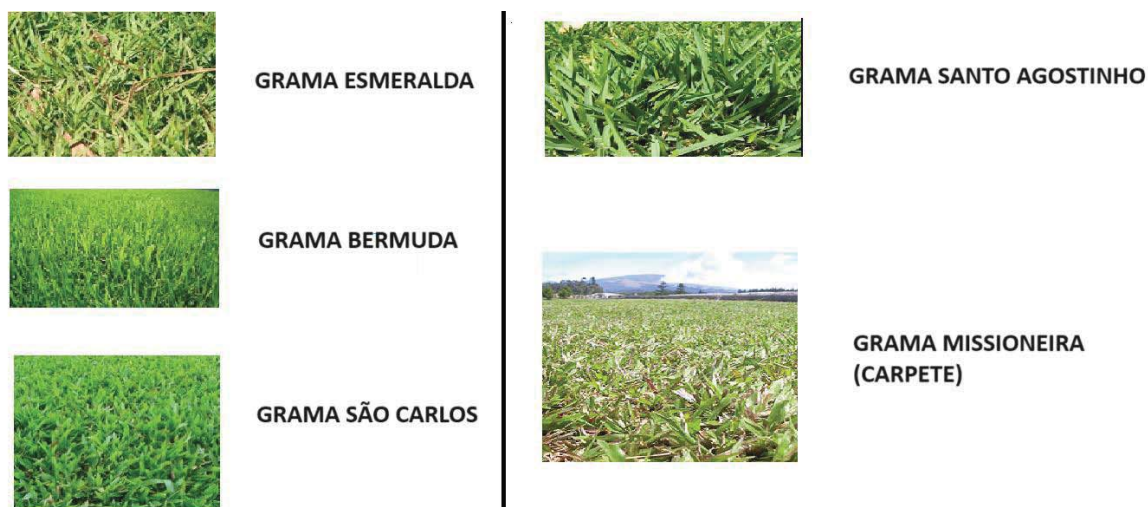 GRAMA ESMERALDA
GRAMA BERMUDA
GRAMA SÃO CARLOS
GRAMA SANTO AGOSTINHO
GRAMA MISSIONEIRA
(CARPETE)